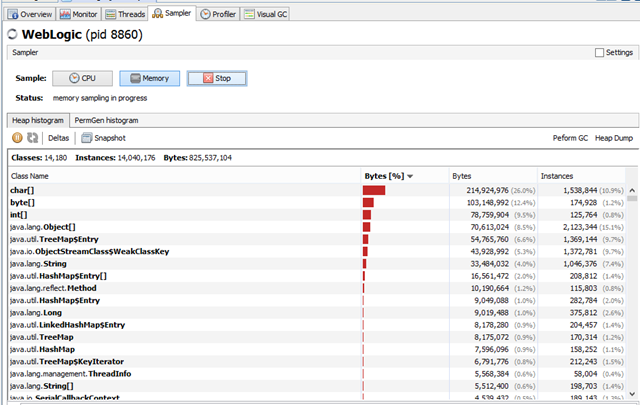 Overview Monitor Threads Sampler Profiler Visual GC
WebLogic (pid 8860)
Sampler Settings
Sample: CPU Memory Stop
Status: memory sampling in progress
Heap histogram PermGen histogram
Deltas Snapshot Peform GC Heap Dump
Classes: 14,180 Instances: 14,040,176 Bytes: 825,537,104
Class Name Bytes [%] Bytes Instances
char[] 214,924,976 (26.0%) 1,538,844 (10.9%)
byte[] 103,148,992 (12.4%) 174,928 (1.2%)
int[] 78,759,904 (9.5%) 125,764 (0.8%)
java.lang.Object[] 70,613,024 (8.5%) 2,123,344 (15.1%)
java.util.TreeMap$Entry 54,765,760 (6.6%) 1,369,144 (9.7%)
java.io.ObjectStreamClass$WeakClassKey 43,928,992 (5.3%) 1,372,781 (9.7%)
java.lang.String 33,484,032 (4.0%) 1,046,376 (7.4%)
java.util.HashMap$Entry[] 16,561,472 (2.0%) 208,812 (1.4%)
java.lang.reflect.Method 10,190,664 (1.2%) 115,803 (0.8%)
java.util.HashMap$Entry 9,049,088 (1.0%) 282,784 (2.0%)
java.lang.Long 9,019,488 (1.0%) 375,812 (2.6%)
java.util.LinkedHashMap$Entry 8,178,280 (0.9%) 204,457 (1.4%)
java.util.TreeMap 8,175,072 (0.9%) 170,314 (1.2%)
java.util.HashMap 7,596,096 (0.9%) 158,252 (1.1%)
java.util.TreeMap$KeyIterator 6,791,776 (0.8%) 212,243 (1.5%)
java.lang.management.ThreadInfo 5,568,384 (0.6%) 58,004 (0.4%)
java.lang.String[] 5,512,400 (0.6%) 198,703 (1.4%)
java.io.SerialCallbackContext 4,539,432 (0.5%) 189,143 (1.3%)